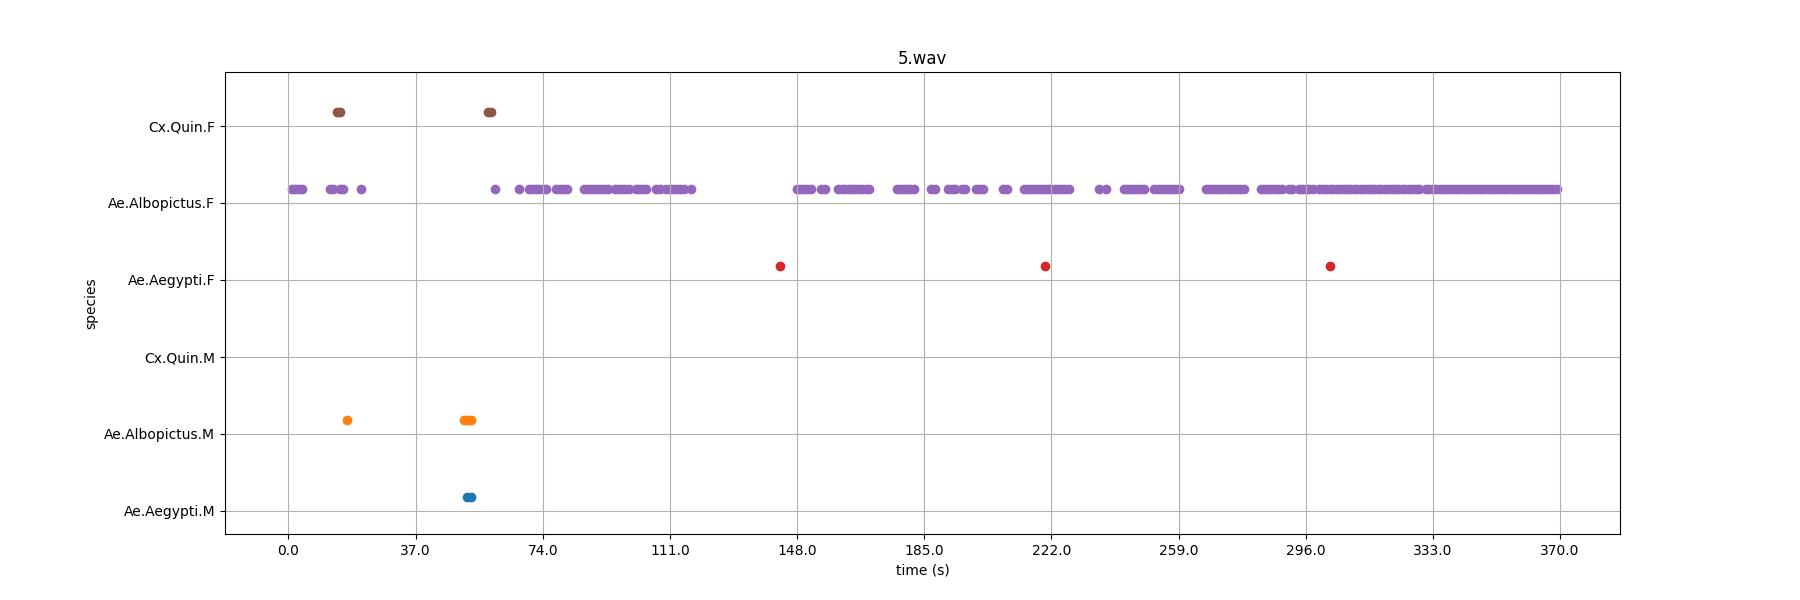 5.wav
Cx.Quin.F
Ae.Albopictus.F
Ae.Aegypti.F
Cx.Quin.M
Ae.Albopictus.M
Ae.Aegypti.M
species
0.0 37.0 74.0 111.0 148.0 185.0 222.0 259.0 296.0 333.0 370.0
time (s)